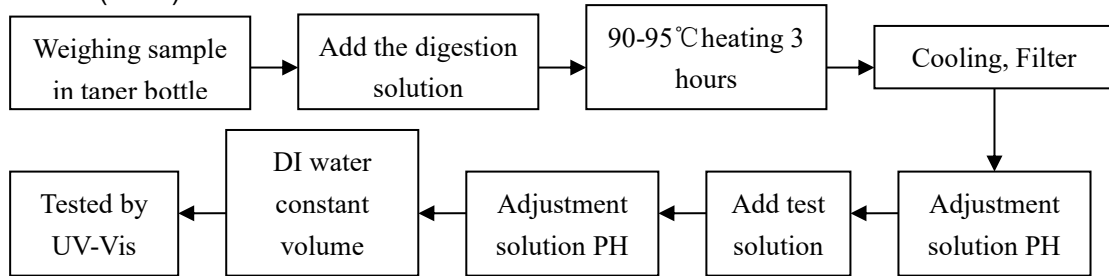 Weighing sample
in taper bottle
Add the digestion
solution
90-95℃heating 3
hours
Cooling, Filter
Adjustment
solution PH
Add test
solution
Adjustment
solution PH
DI water
constant
volume
Tested by
UV-Vis